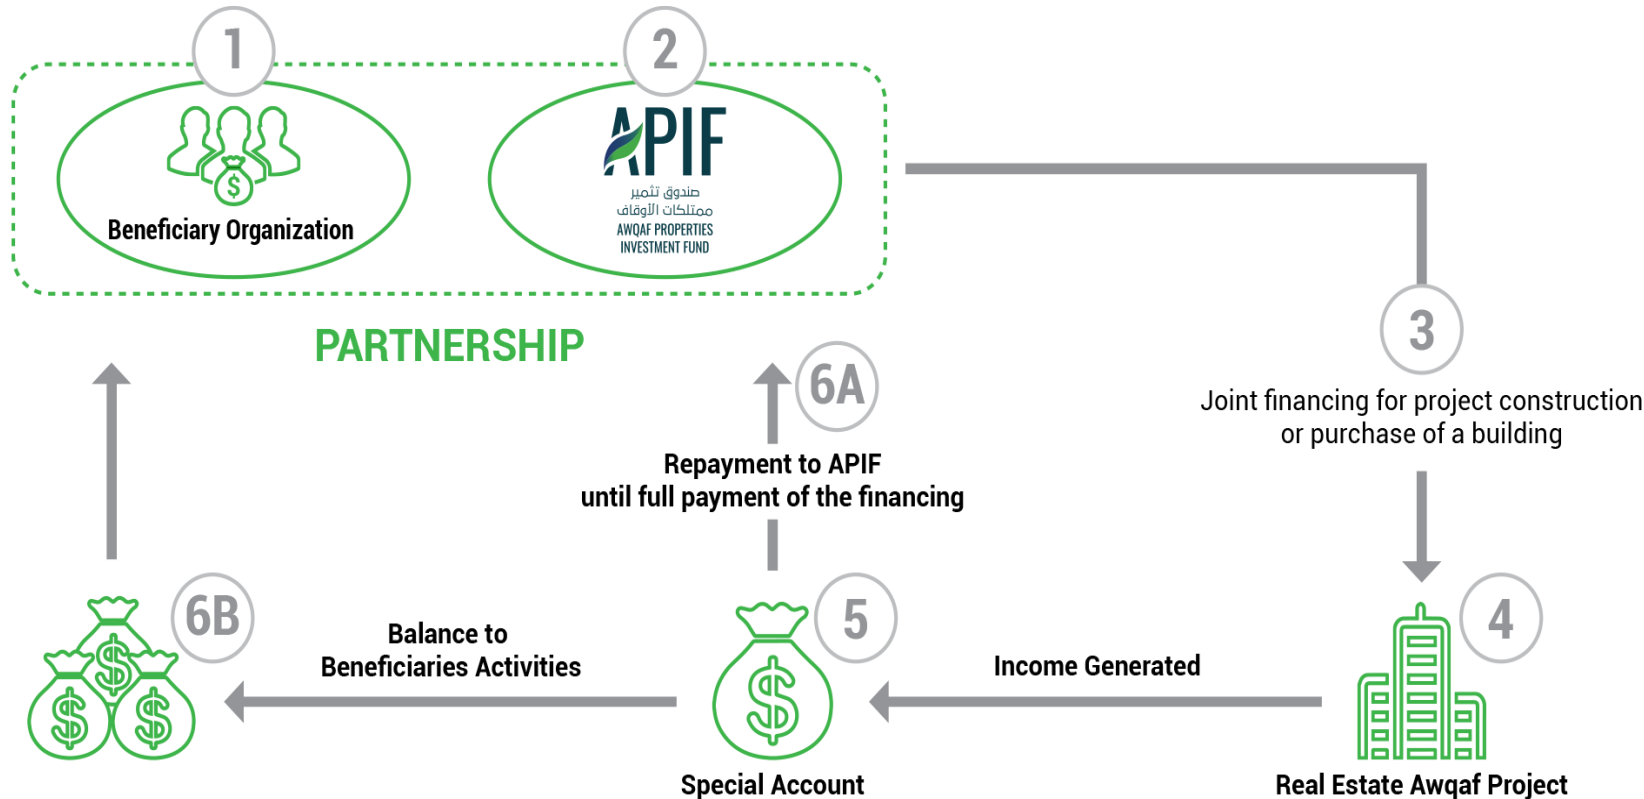 1
2
APIF
صندوق تثمير
ممتلكات الأوقاف
AWQAF PROPERTIES
INVESTMENT FUND
Beneficiary Organization
PARTNERSHIP
3
Joint financing for project construction
or purchase of a building
6A
Repayment to APIF
until full payment of the financing
6B
Balance to
Beneficiaries Activities
5
Income Generated
4
$
$
$
$
$
Special Account
Real Estate Awqaf Project